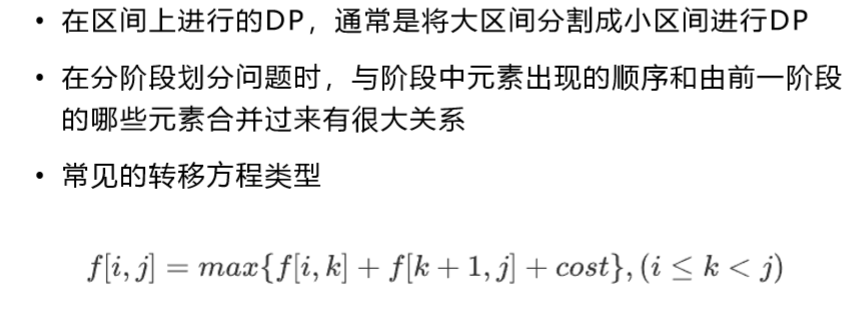 • 在区间上进行的DP，通常是将大区间分割成小区间进行DP
• 在分阶段划分问题时，与阶段中元素出现的顺序和由前一阶段
的哪些元素合并过来有很大关系
• 常见的转移方程类型
f[i, j] = max{f[i, k] + f[k + 1, j] + cost}, (i ≤ k < j)